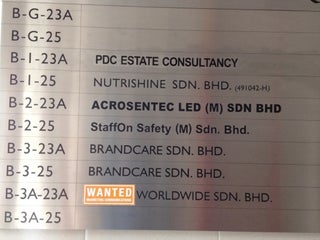 B-G-23A
B-G-25
B-1-23A PDC ESTATE CONSULTANCY
B-1-25 NUTRISHINE SDN. BHD. (491042-H)
B-2-23A ACROSENTEC LED (M) SDN BHD
B-2-25 StaffOn Safety (M) Sdn. Bhd.
B-3-23A BRANDCARE SDN. BHD.
B-3-25 BRANDCARE SDN. BHD.
B-3A-23A WANTED WORLDWIDE SDN. BHD.
MARKETING COMMUNICATIONS
B-3A-25